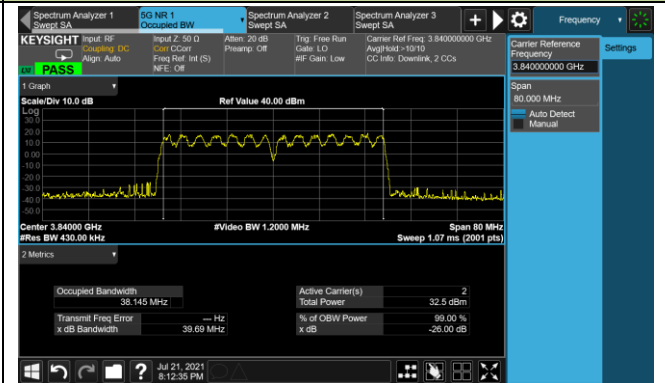 Spectrum Analyzer 1
Swept SA
5G NR 1
Occupied BW
Spectrum Analyzer 2
Swept SA
Spectrum Analyzer 3
Swept SA
Frequency
KEYSIGHT
Input: RF
Coupling: DC
Align: Auto
Input Z: 50 Ω
Corr CCorr
Freq Ref: Int (S)
NFE: Off
Atten: 20 dB
Preamp: Off
Trig: Free Run
Gate: LO
#IF Gain: Low
Carrier Ref Freq: 3.840000000 GHz
Avg|Hold:>10/10
CC Info: Downlink, 2 CCs
PASS
Carrier Reference
Frequency
3.840000000 GHz
Settings
Span
80.000 MHz
Auto Detect
Manual
1 Graph
Scale/Div 10.0 dB
Ref Value 40.00 dBm
Log
30.0
20.0
10.0
0.00
-10.0
-20.0
-30.0
-40.0
-50.0
Center 3.84000 GHz
#Video BW 1.2000 MHz
Span 80 MHz
#Res BW 430.00 kHz
Sweep 1.07 ms (2001 pts)
2 Metrics
Occupied Bandwidth
38.145 MHz
Active Carrier(s)
2
Total Power
32.5 dBm
Transmit Freq Error
--- Hz
% of OBW Power
99.00 %
x dB Bandwidth
39.69 MHz
x dB
-26.00 dB
?
Jul 21, 2021
8:12:35 PM